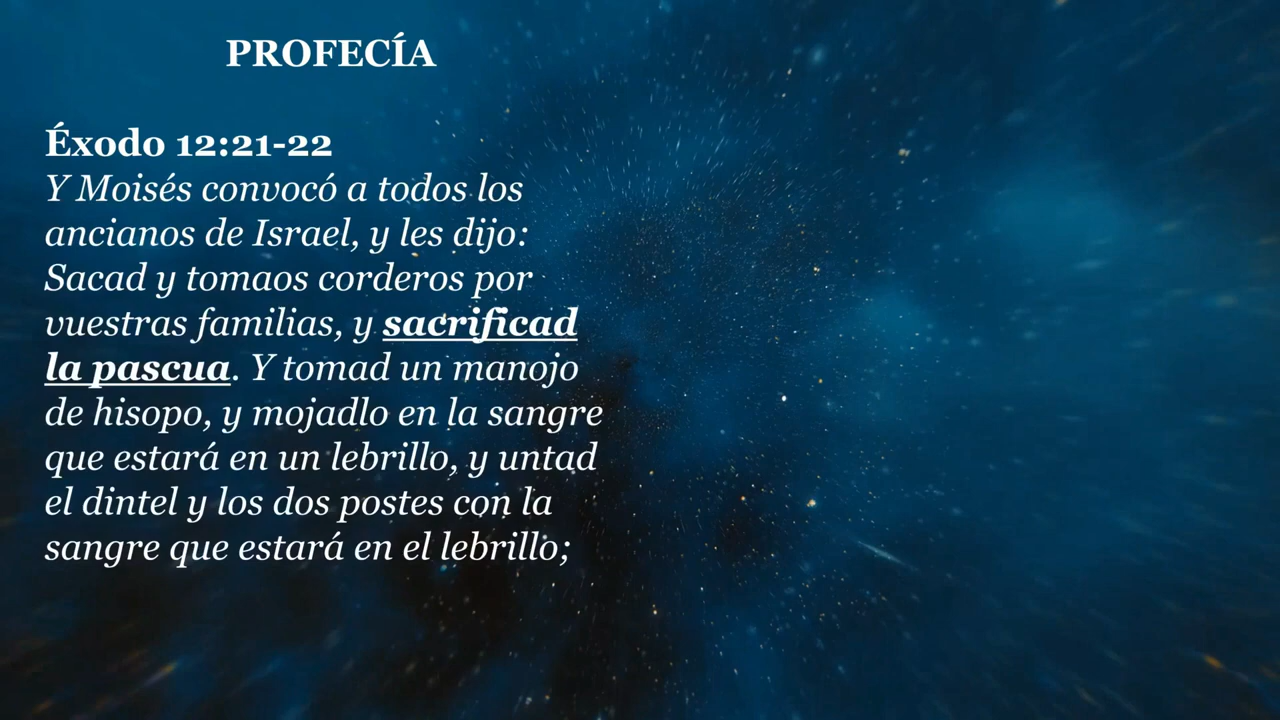 PROFECÍA
Éxodo 12:21-22
Y Moisés convocó a todos los
ancianos de Israel, y les dijo:
Sacad y tomaos corderos por
vuestras familias, y sacrificad
la pascua. Y tomad un manojo
de hisopo, y mojadlo en la sangre
que estará en un lebrillo, y untad
el dintel y los dos postes con la
sangre que estará en el lebrillo;